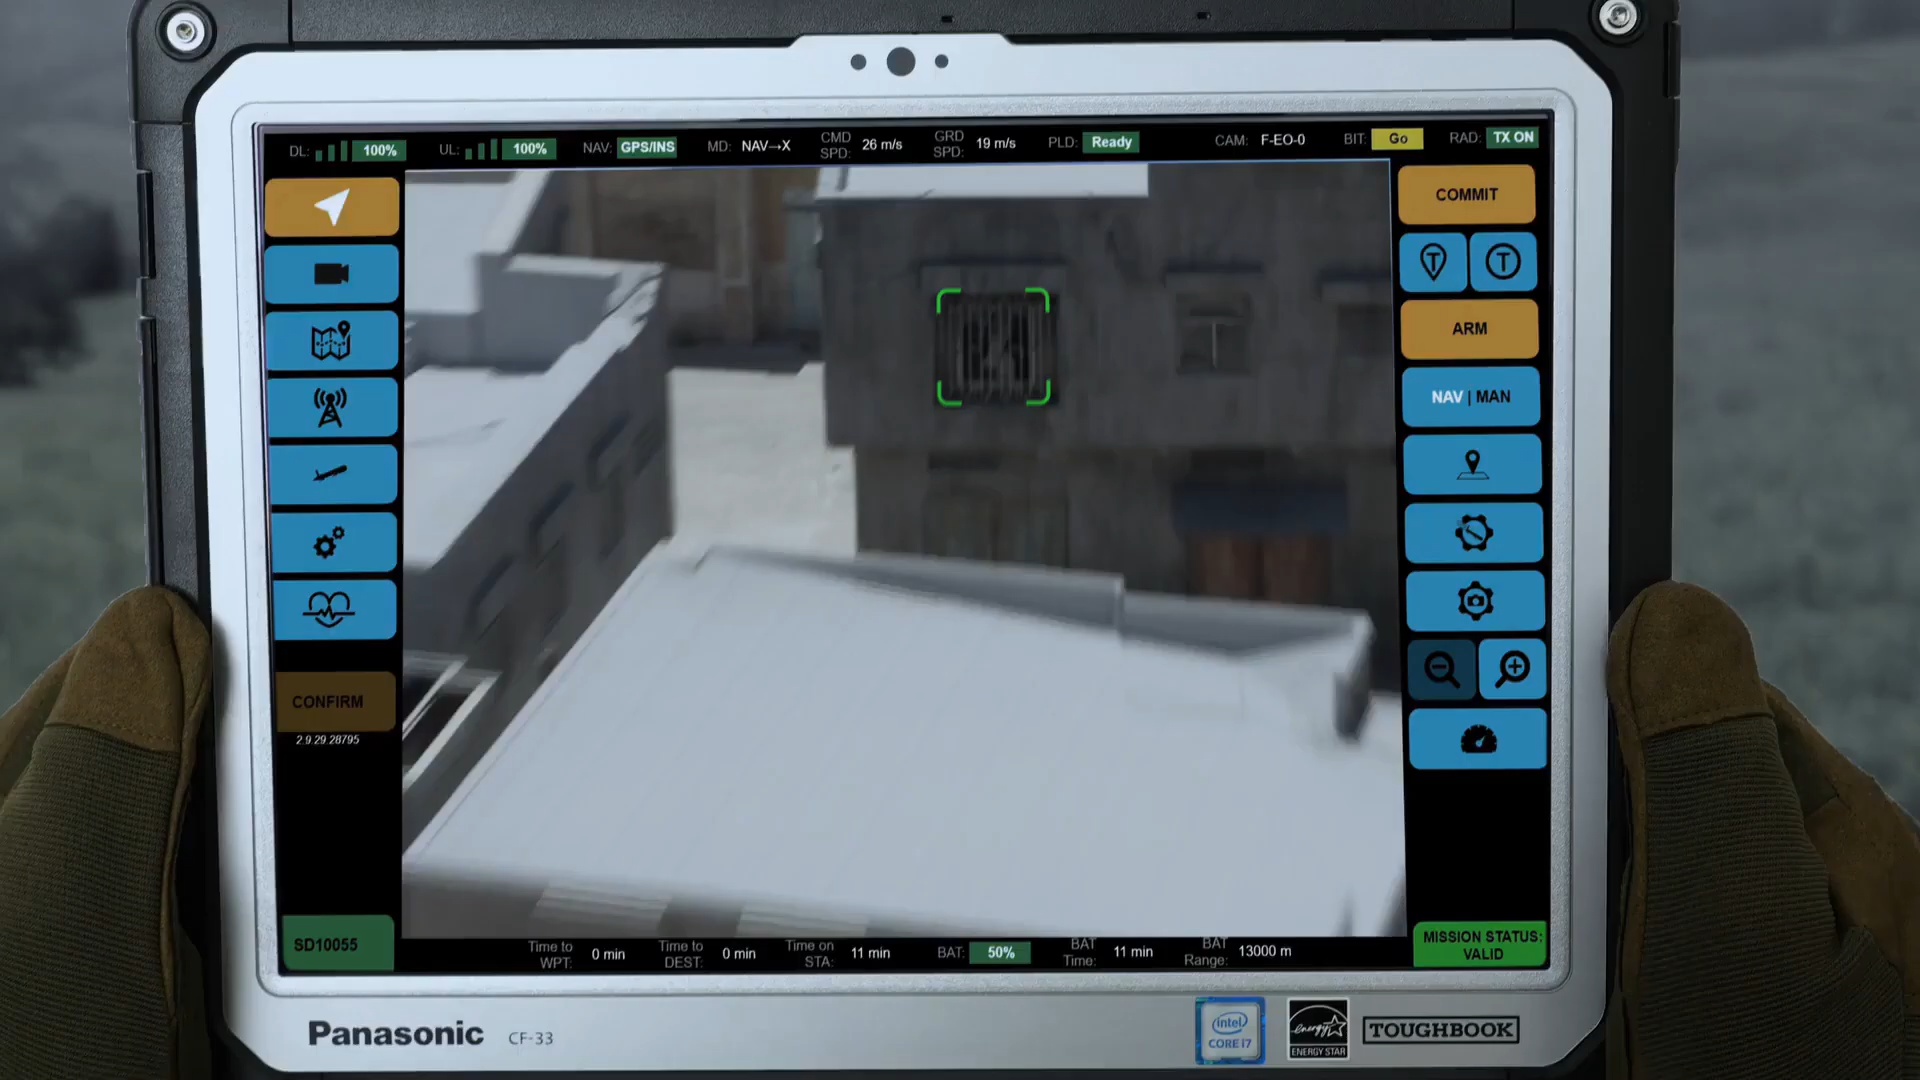 DL: 100% UL: 100% NAV: GPS/INS MD: NAV→X CMD SPD: 26 m/s GRD SPD: 19 m/s PLD: Ready CAM: F-EO-0 BIT: Go RAD: TX ON
COMMIT
T T
ARM
NAV | MAN
CONFIRM
2.9.29.28795
SD10055
Time to WPT: 0 min Time to DEST: 0 min Time on STA: 11 min BAT: 50% BAT Time: 11 min BAT Range: 13000 m
MISSION STATUS:
VALID
Panasonic CF-33
intel
CORE i7
energy
ENERGY STAR
TOUGHBOOK